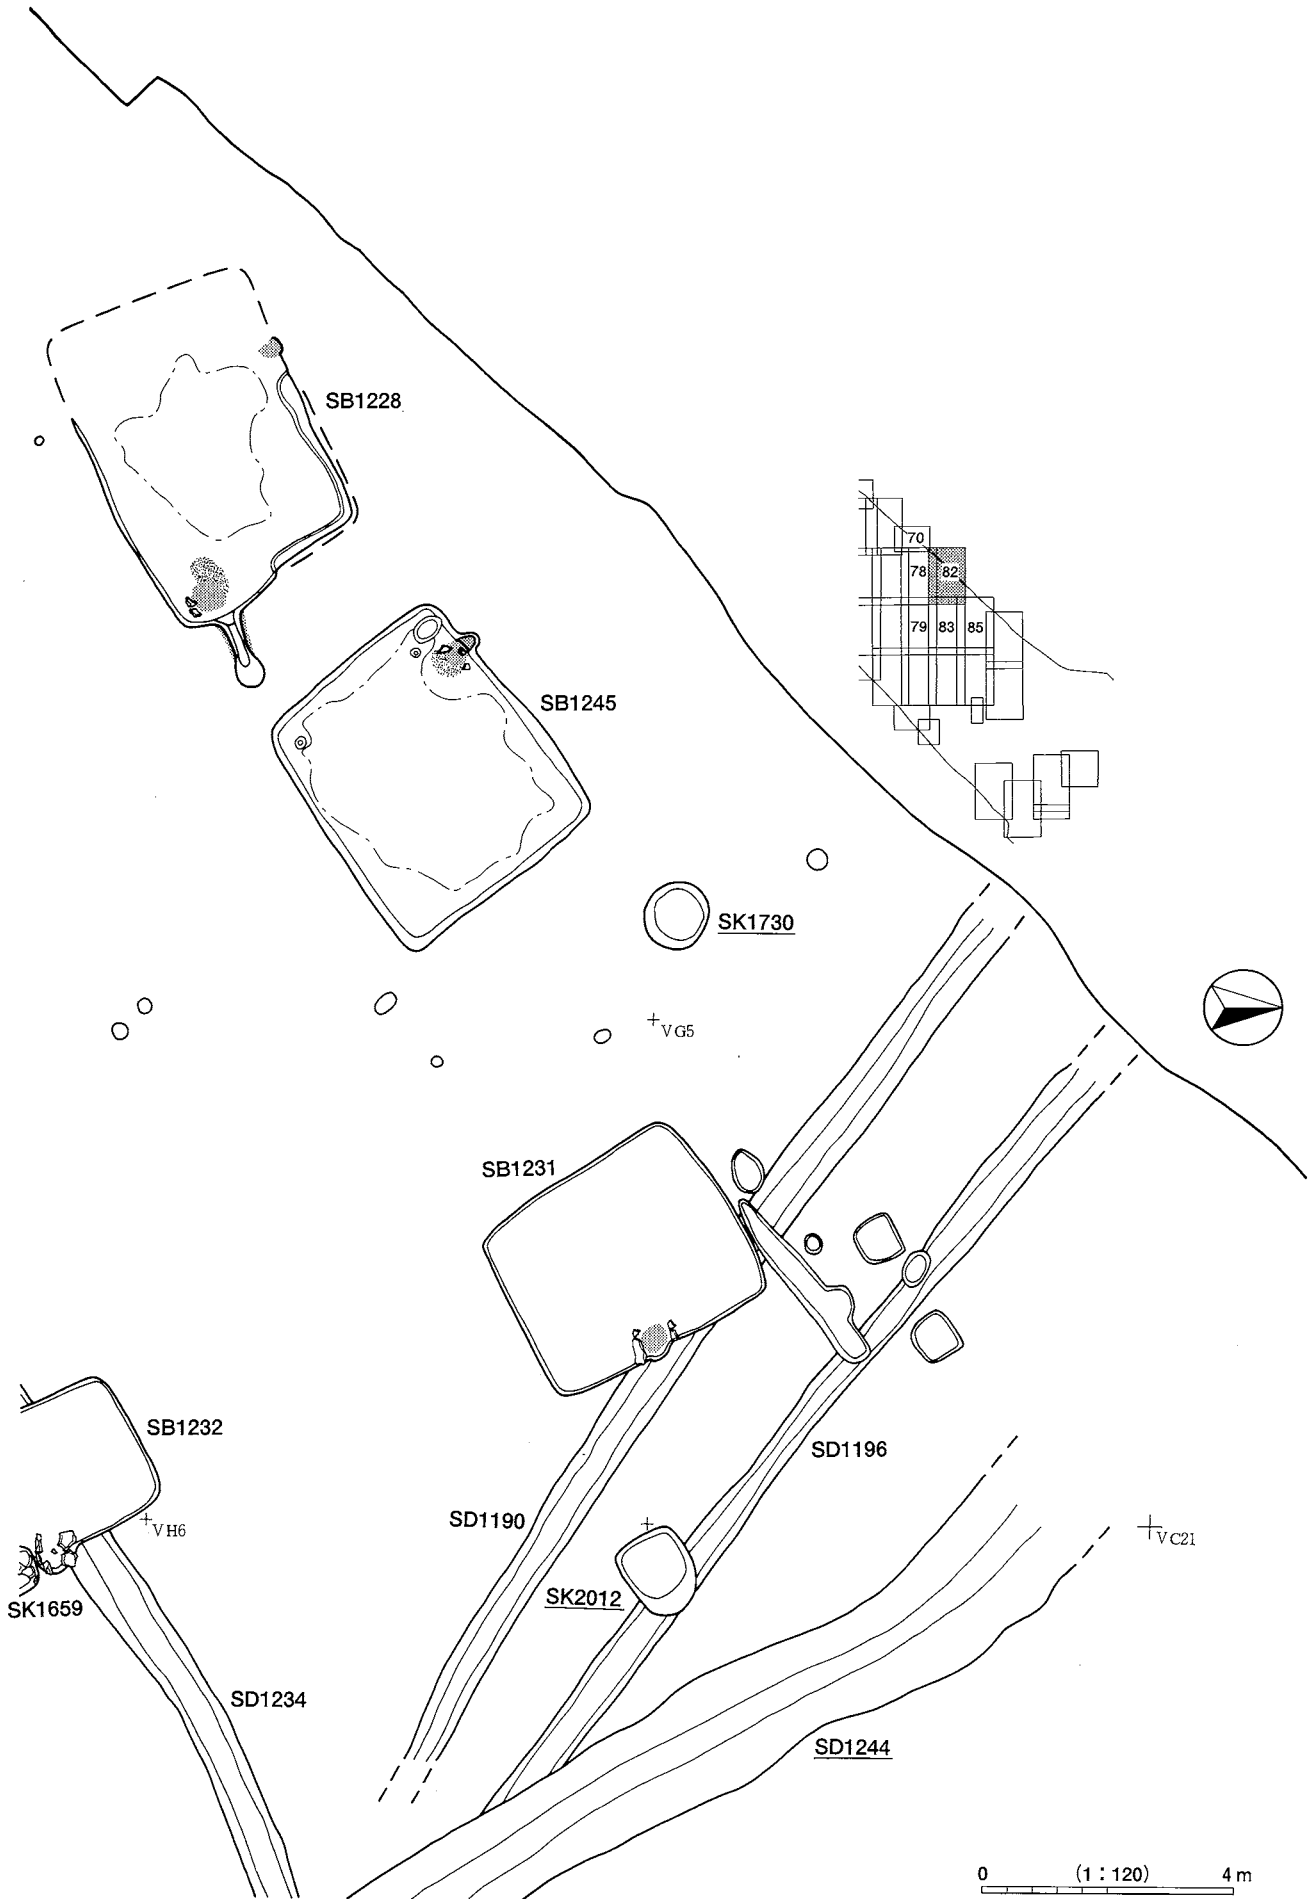 SB1228
70
78
82
79
83
85
SB1245
SK1730
VG5
SB1231
SB1232
SD1196
VH6
SD1190
VC21
SK2012
SK1659
SD1234
SD1244
0 (1：120) 4 m